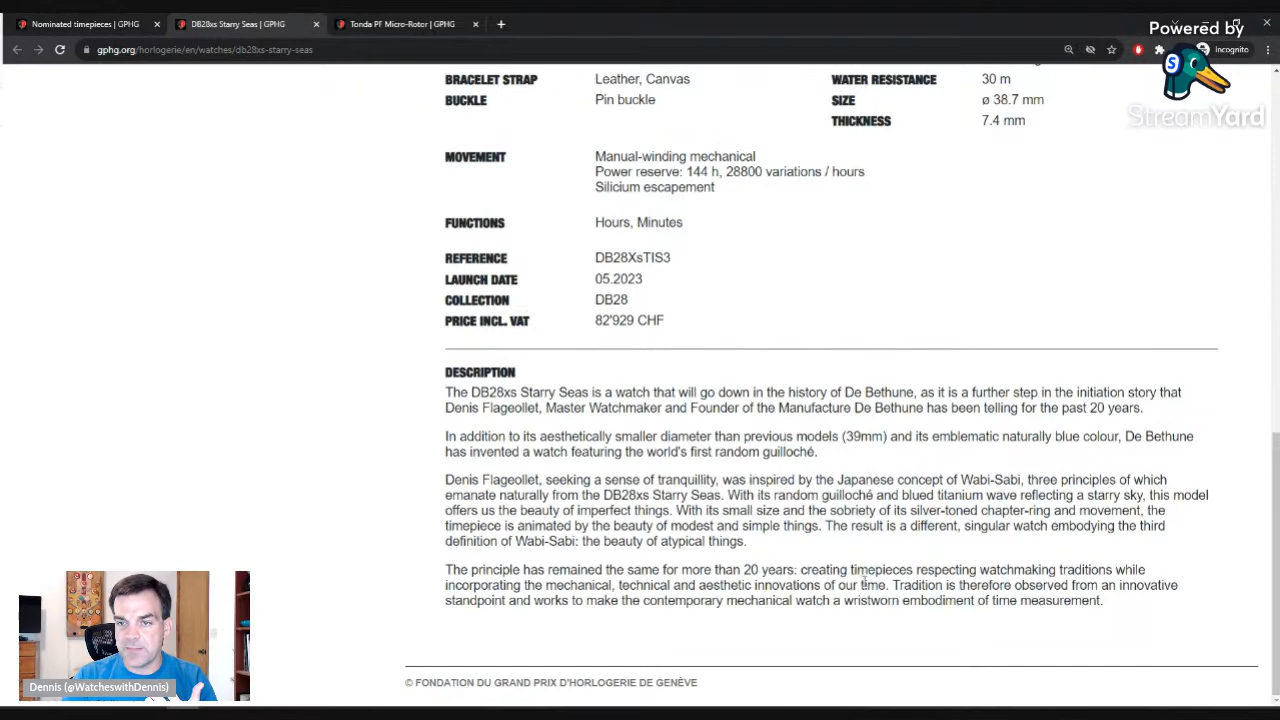 Nominated timepieces | GPHG
DB28xs Starry Seas | GPHG
Tonda PF Micro-Rotor | GPHG
Powered by
gphg.org/horlogerie/en/watches/db28xs-starry-seas
Incognito
S
StreamYard
BRACELET STRAP Leather, Canvas WATER RESISTANCE 30 m
BUCKLE Pin buckle SIZE ø 38.7 mm
THICKNESS 7.4 mm
MOVEMENT Manual-winding mechanical
Power reserve: 144 h, 28800 variations / hours
Silicium escapement
FUNCTIONS Hours, Minutes
REFERENCE DB28XsTIS3
LAUNCH DATE 05.2023
COLLECTION DB28
PRICE INCL. VAT 82'929 CHF
DESCRIPTION
The DB28xs Starry Seas is a watch that will go down in the history of De Bethune, as it is a further step in the initiation story that
Denis Flageollet, Master Watchmaker and Founder of the Manufacture De Bethune has been telling for the past 20 years.
In addition to its aesthetically smaller diameter than previous models (39mm) and its emblematic naturally blue colour, De Bethune
has invented a watch featuring the world's first random guilloché.
Denis Flageollet, seeking a sense of tranquillity, was inspired by the Japanese concept of Wabi-Sabi, three principles of which
emanate naturally from the DB28xs Starry Seas. With its random guilloché and blued titanium wave reflecting a starry sky, this model
offers us the beauty of imperfect things. With its small size and the sobriety of its silver-toned chapter-ring and movement, the
timepiece is animated by the beauty of modest and simple things. The result is a different, singular watch embodying the third
definition of Wabi-Sabi: the beauty of atypical things.
The principle has remained the same for more than 20 years: creating timepieces respecting watchmaking traditions while
incorporating the mechanical, technical and aesthetic innovations of our time. Tradition is therefore observed from an innovative
standpoint and works to make the contemporary mechanical watch a wristworn embodiment of time measurement.
Dennis (@WatcheswithDennis)
© FONDATION DU GRAND PRIX D'HORLOGERIE DE GENÈVE